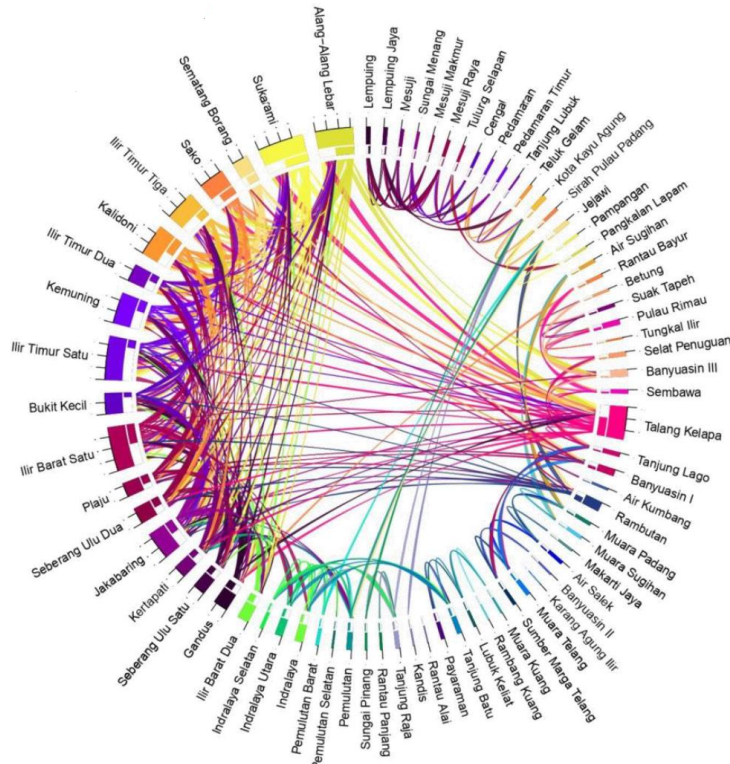 Lempuing
Lempuing Jaya
Mesuji
Sungai Menang
Mesuji Makmur
Mesuji Raya
Tulung Selapan
Cengal
Pedamaran
Pedamaran Timur
Tanjung Lubuk
Teluk Gelam
Kota Kayu Agung
Sirah Pulau Padang
Jejawi
Pampangan
Pangkalan Lapam
Air Sugihan
Rantau Bayur
Betung
Suak Tapeh
Pulau Rimau
Tungkal Ilir
Selat Penuguan
Banyuasin III
Sembawa
Talang Kelapa
Tanjung Lago
Banyuasin I
Air Kumbang
Rambutan
Muara Padang
Muara Sugihan
Makarti Jaya
Air Salek
Banyuasin II
Karang Agung Ilir
Muara Telang
Sumber Marga Telang
Muara Kuang
Rambang Kuang
Lubuk Keliat
Tanjung Batu
Payaraman
Rantau Alai
Kandis
Tanjung Raja
Rantau Panjang
Sungai Pinang
Pemulutan
Pemulutan Selatan
Pemulutan Barat
Indralaya
Indralaya Utara
Indralaya Selatan
Ilir Barat Dua
Gandus
Seberang Ulu Satu
Kertapati
Jakabaring
Seberang Ulu Dua
Plaju
Ilir Barat Satu
Bukit Kecil
Ilir Timur Satu
Kemuning
Ilir Timur Dua
Kalidoni
Ilir Timur Tiga
Sako
Sematang Borang
Sukarami
Alang-Alang Lebar